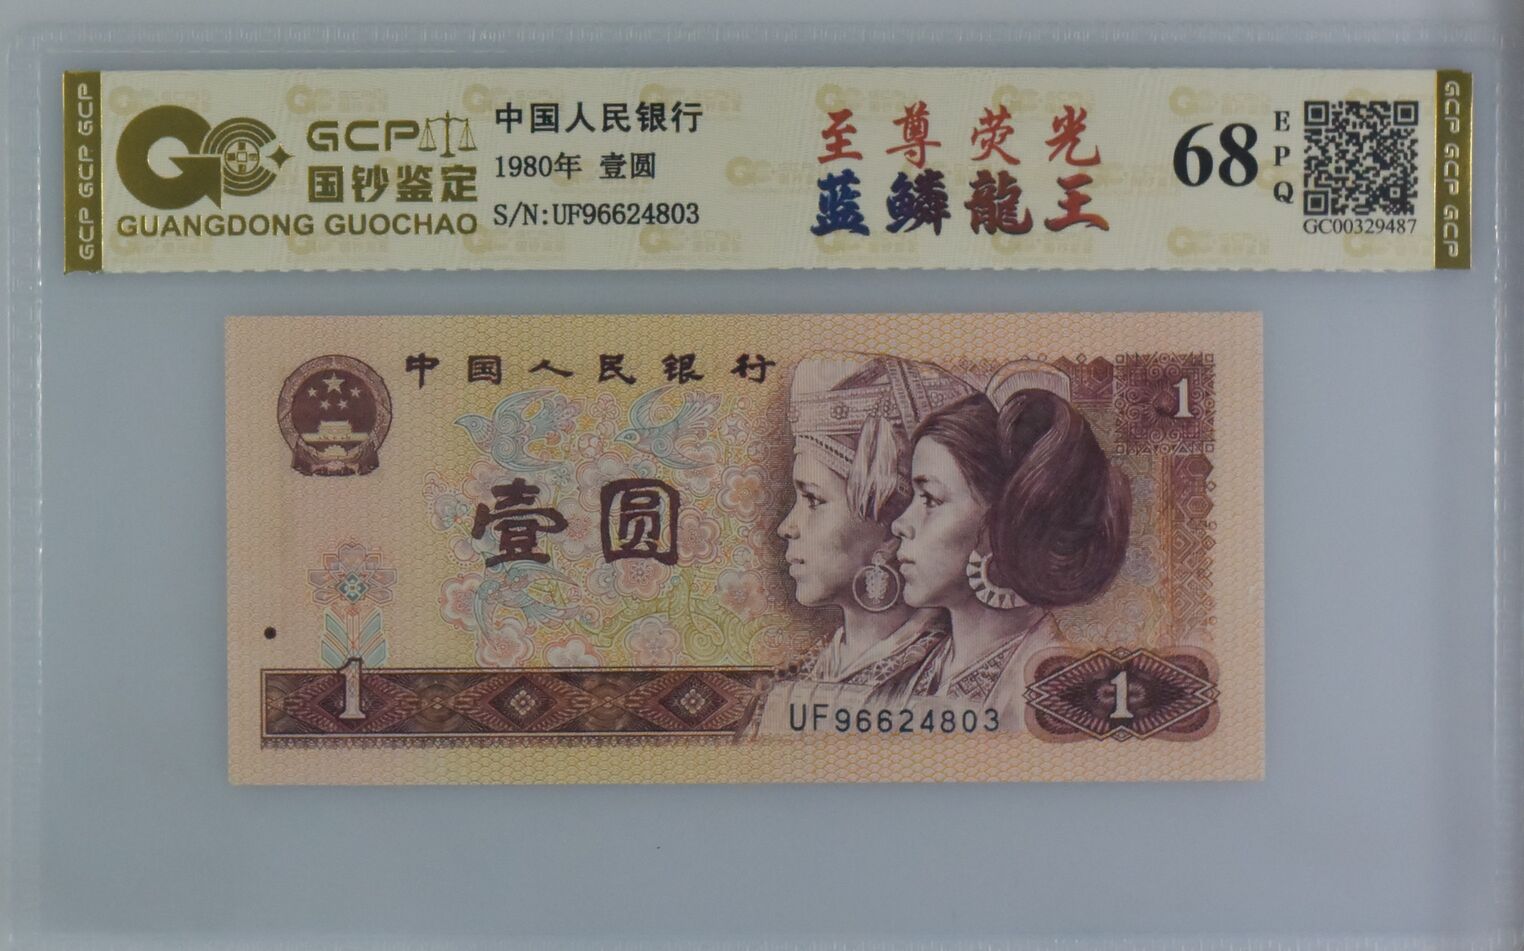 GCP GCP GCP
GCP
国钞鉴定
GUANGDONG GUOCHAO
中国人民银行
1980年 壹圆
S/N:UF96624803
至尊荧光
蓝鳞龍王
68
EPQ
GC00329487
GCP GCP GCP
中国人民银行
1
壹圆
1
UF96624803
1